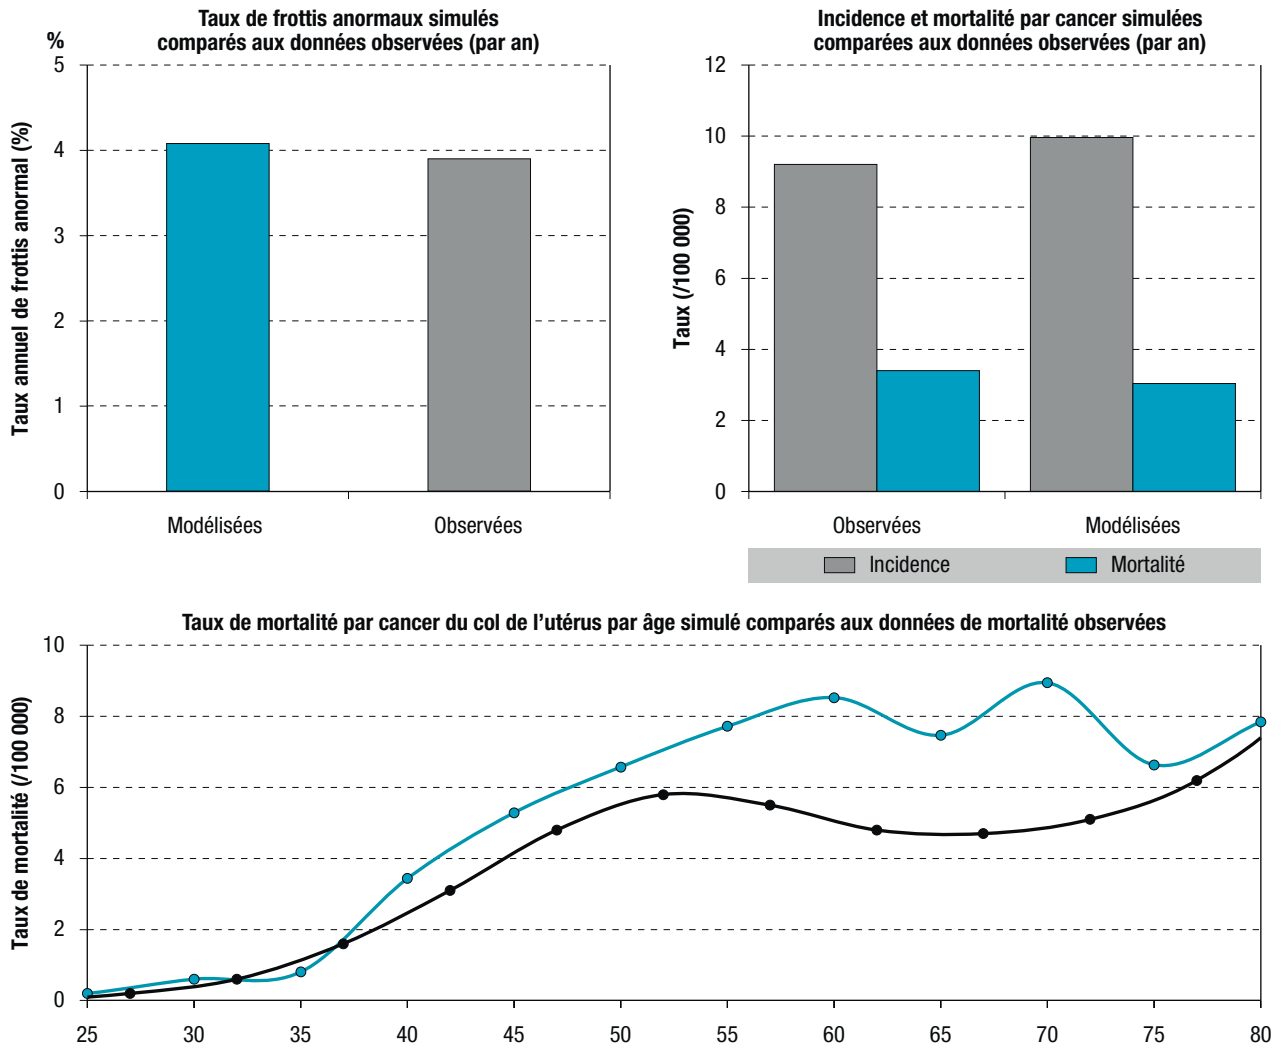 Taux de frottis anormaux simulés
comparés aux données observées (par an)
%
Taux annuel de frottis anormal (%)
5
4
3
2
1
0
Modélisées
Observées
Incidence et mortalité par cancer simulées
comparées aux données observées (par an)
Taux (/100 000)
12
10
8
6
4
2
0
Observées
Modélisées
Incidence
Mortalité
Taux de mortalité par cancer du col de l’utérus par âge simulé comparés aux données de mortalité observées
Taux de mortalité (/100 000)
10
8
6
4
2
0
25 30 35 40 45 50 55 60 65 70 75 80